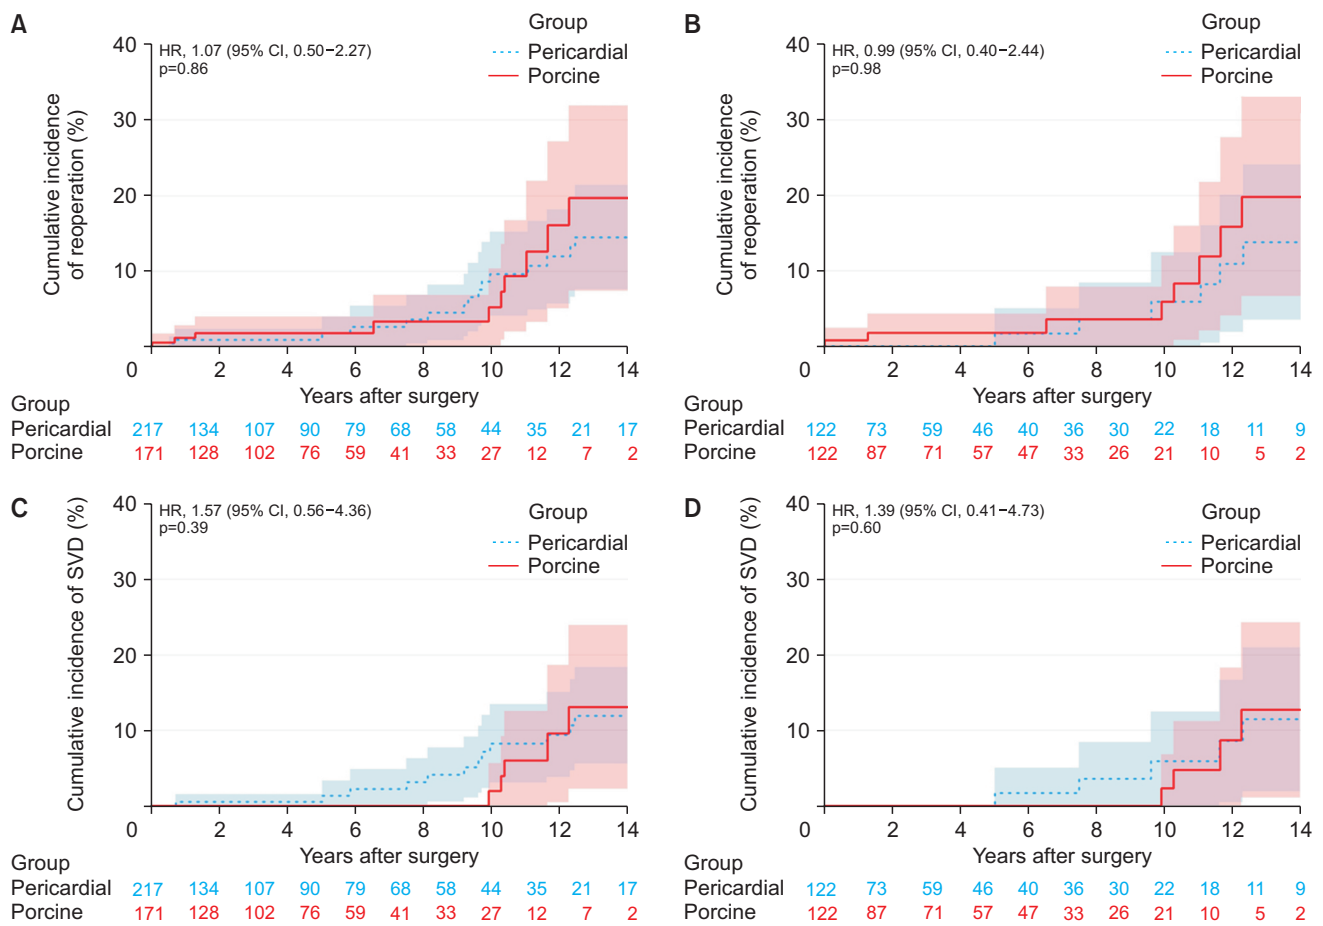 A
Group
HR, 1.07 (95% CI, 0.50–2.27)
p=0.86
Pericardial
Porcine
Cumulative incidence
of reoperation (%)
40
30
20
10
0 2 4 6 8 10 12 14
Years after surgery
Group
Pericardial 217 134 107 90 79 68 58 44 35 21 17
Porcine 171 128 102 76 59 41 33 27 12 7 2
B
Group
HR, 0.99 (95% CI, 0.40–2.44)
p=0.98
Pericardial
Porcine
Cumulative incidence
of reoperation (%)
40
30
20
10
0 2 4 6 8 10 12 14
Years after surgery
Group
Pericardial 122 73 59 46 40 36 30 22 18 11 9
Porcine 122 87 71 57 47 33 26 21 10 5 2
C
Group
HR, 1.57 (95% CI, 0.56–4.36)
p=0.39
Pericardial
Porcine
Cumulative incidence of SVD (%)
40
30
20
10
0 2 4 6 8 10 12 14
Years after surgery
Group
Pericardial 217 134 107 90 79 68 58 44 35 21 17
Porcine 171 128 102 76 59 41 33 27 12 7 2
D
Group
HR, 1.39 (95% CI, 0.41–4.73)
p=0.60
Pericardial
Porcine
Cumulative incidence of SVD (%)
40
30
20
10
0 2 4 6 8 10 12 14
Years after surgery
Group
Pericardial 122 73 59 46 40 36 30 22 18 11 9
Porcine 122 87 71 57 47 33 26 21 10 5 2